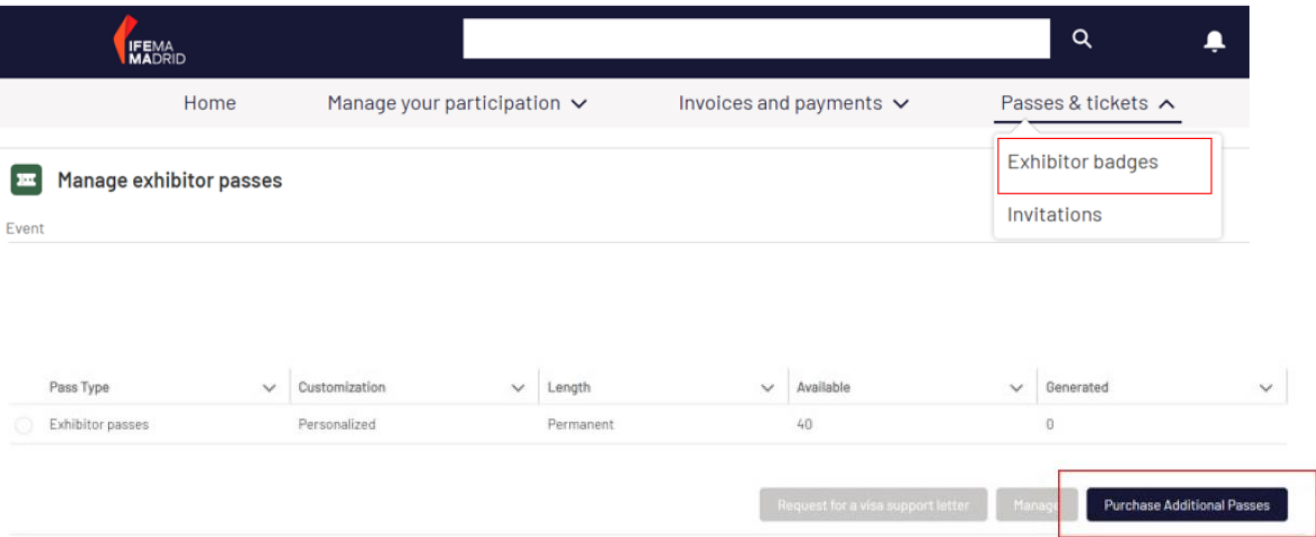 IFEMA
MADRID
Home Manage your participation Invoices and payments Passes & tickets
Exhibitor badges
Invitations
Manage exhibitor passes
Event
Pass Type Customization Length Available Generated
Exhibitor passes Personalized Permanent 40 0
Request for a visa support letter Manage Purchase Additional Passes